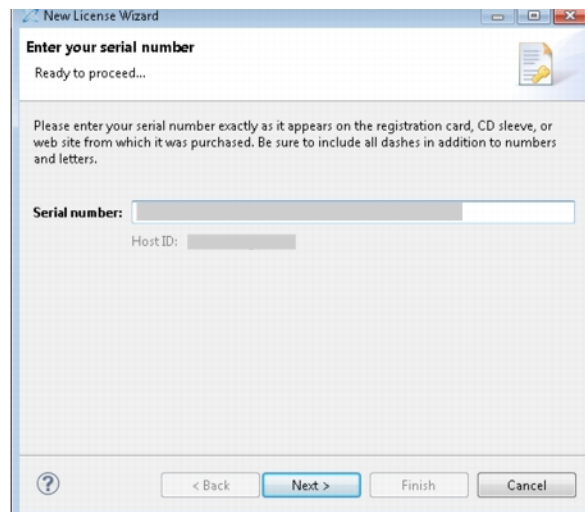 New License Wizard
Enter your serial number
Ready to proceed...
Please enter your serial number exactly as it appears on the registration card, CD sleeve, or
web site from which it was purchased. Be sure to include all dashes in addition to numbers
and letters.
Serial number:
Host ID:
? < Back Next > Finish Cancel